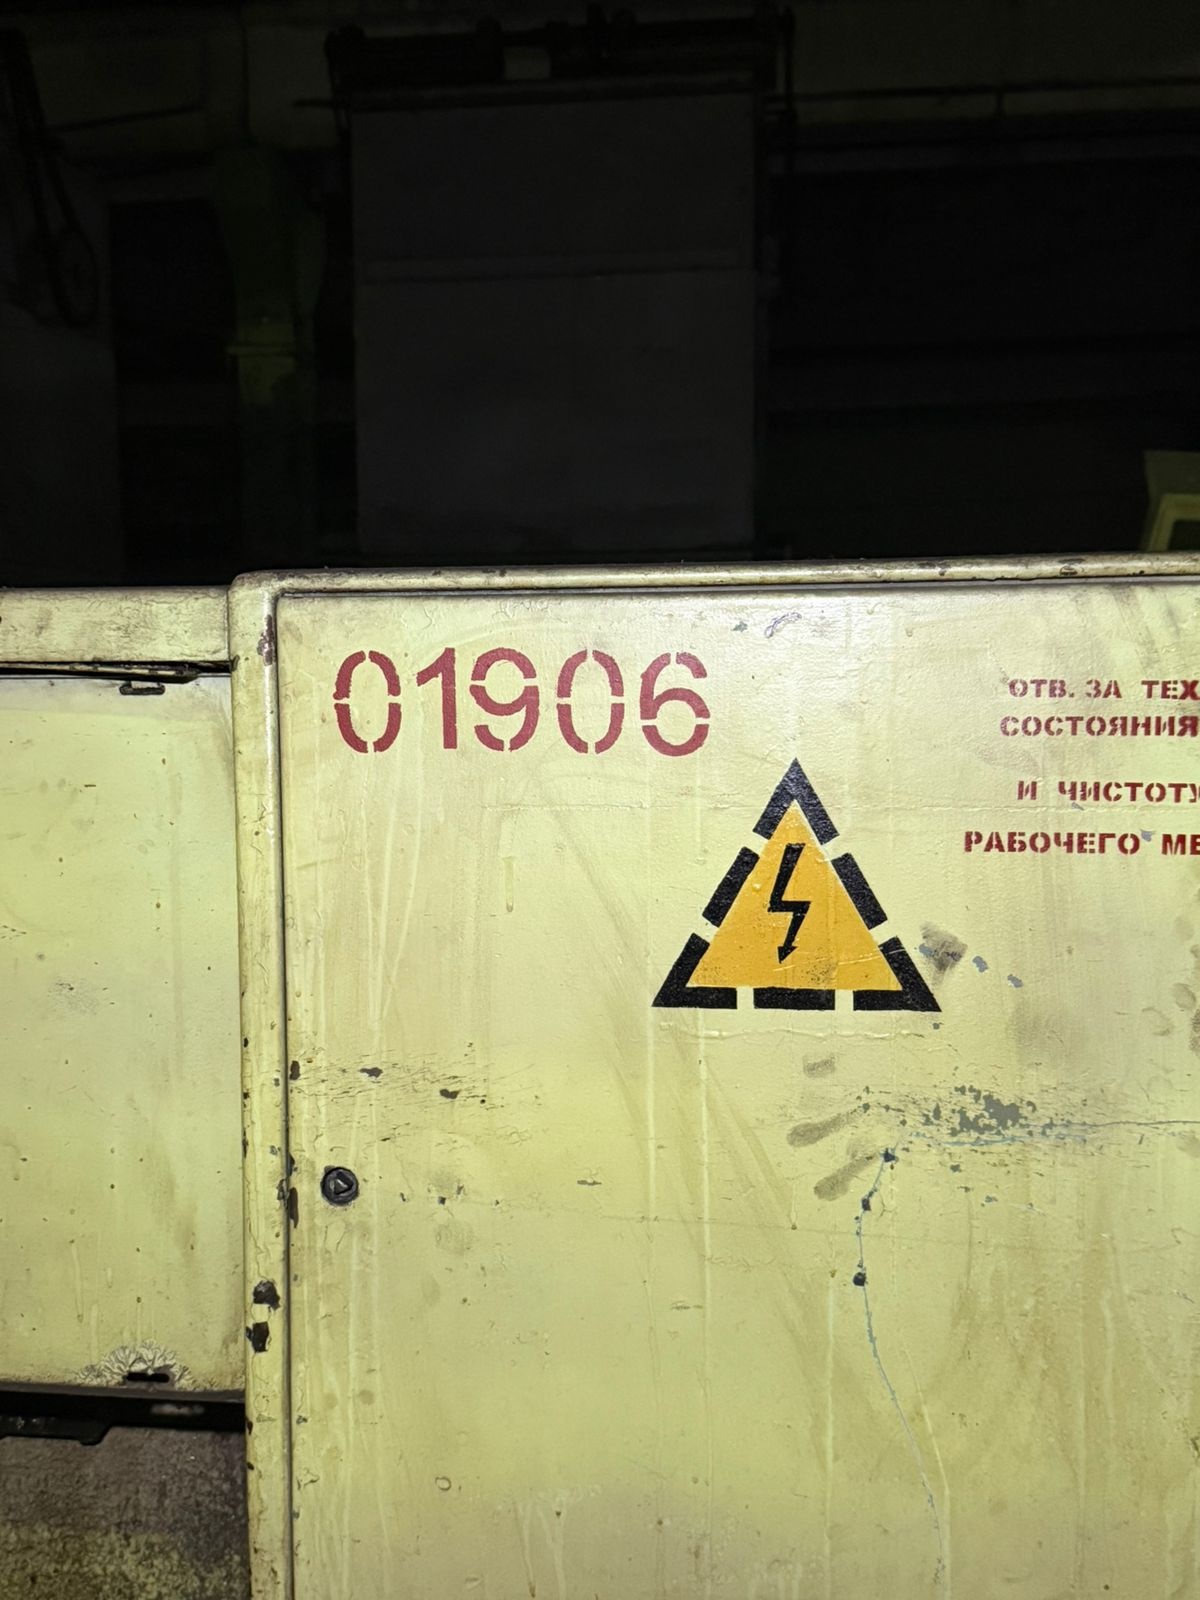 01906
ОТВ. ЗА ТЕХ
СОСТОЯНИЯ
И ЧИСТОТУ
РАБОЧЕГО МЕ